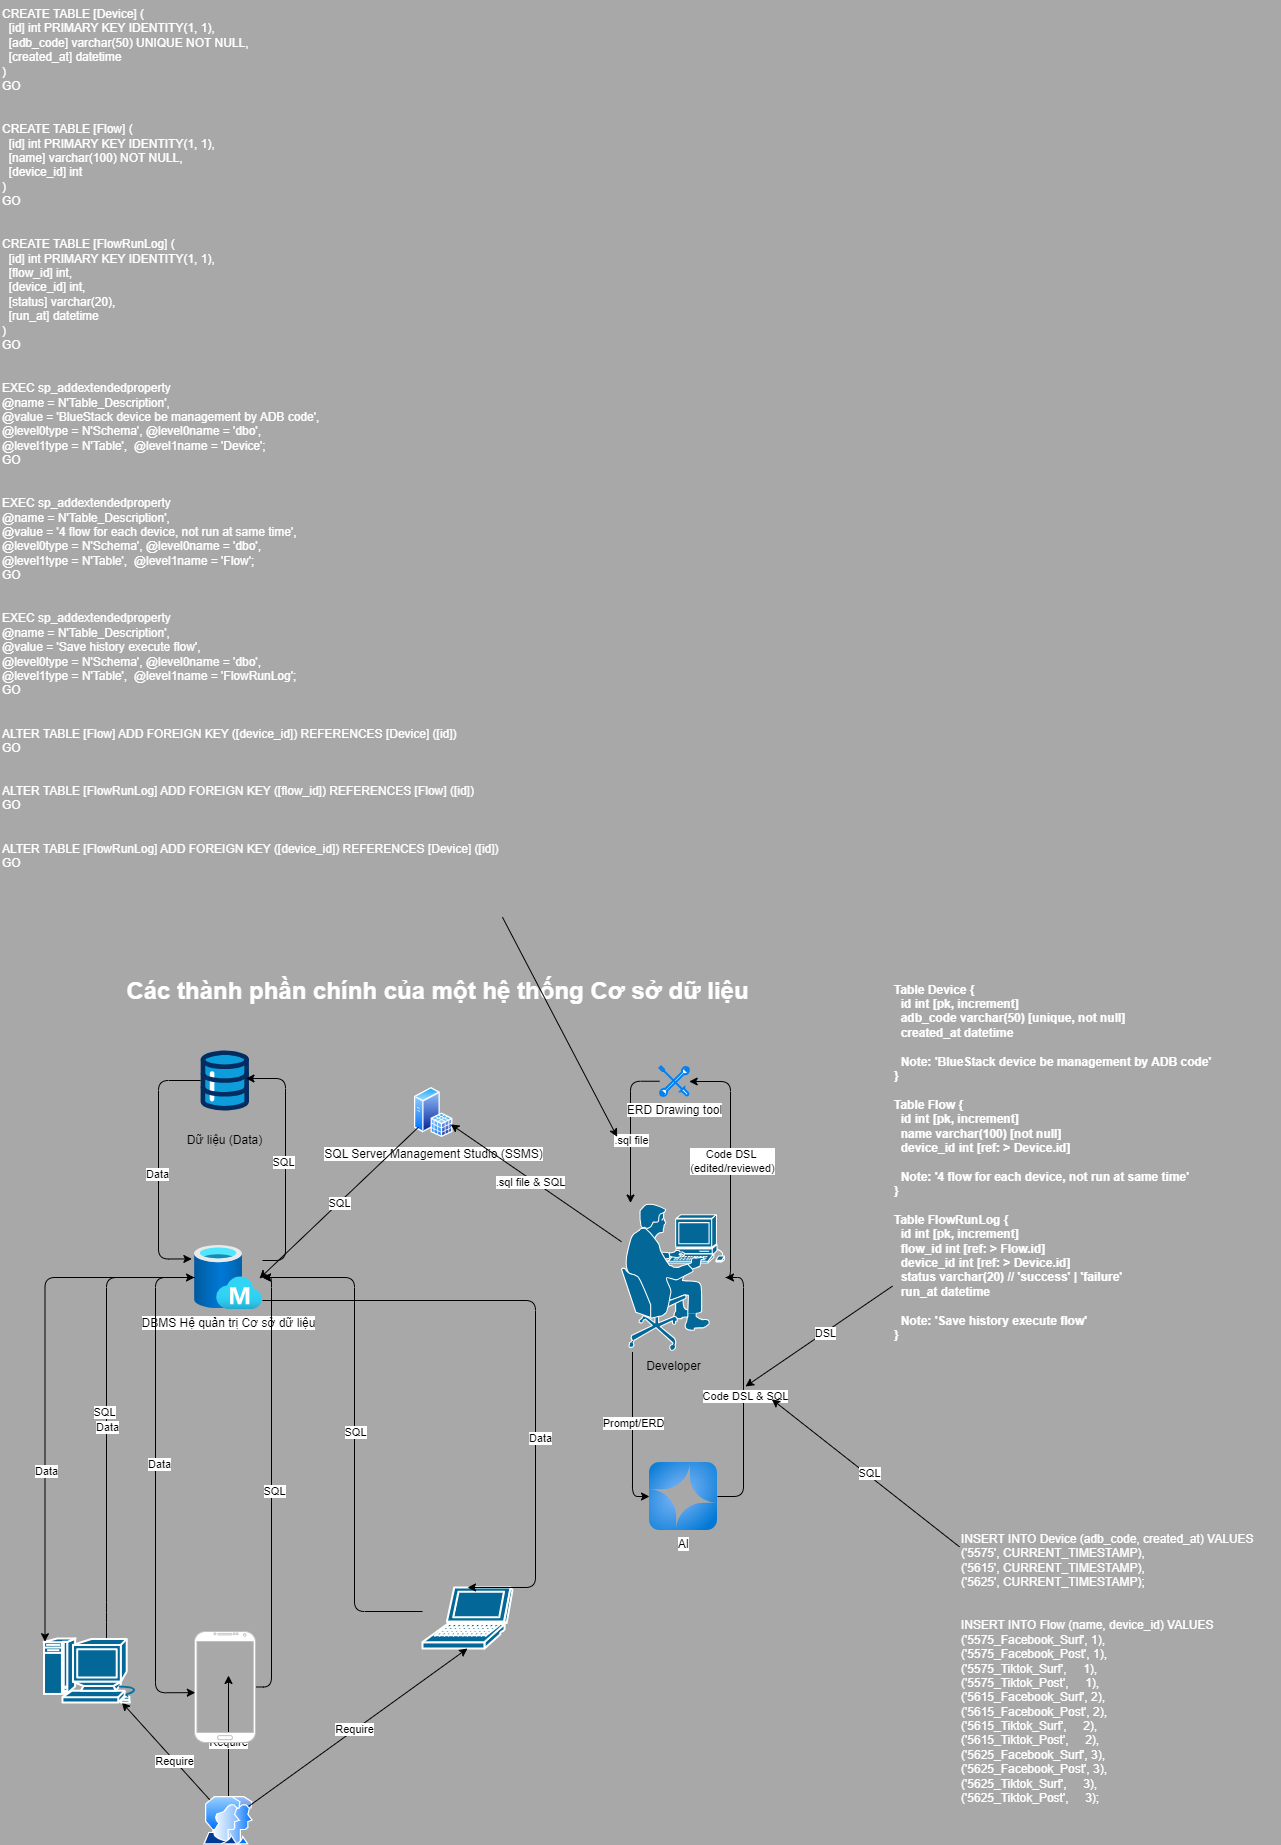 CREATE TABLE [Device] (
[id] int PRIMARY KEY IDENTITY(1, 1),
[adb_code] varchar(50) UNIQUE NOT NULL,
[created_at] datetime
)
GO
CREATE TABLE [Flow] (
[id] int PRIMARY KEY IDENTITY(1, 1),
[name] varchar(100) NOT NULL,
[device_id] int
)
GO
CREATE TABLE [FlowRunLog] (
[id] int PRIMARY KEY IDENTITY(1, 1),
[flow_id] int,
[device_id] int,
[status] varchar(20),
[run_at] datetime
)
GO
EXEC sp_addextendedproperty
@name = N'Table_Description',
@value = 'BlueStack device be management by ADB code',
@level0type = N'Schema', @level0name = 'dbo',
@level1type = N'Table',  @level1name = 'Device';
GO
EXEC sp_addextendedproperty
@name = N'Table_Description',
@value = '4 flow for each device, not run at same time',
@level0type = N'Schema', @level0name = 'dbo',
@level1type = N'Table',  @level1name = 'Flow';
GO
EXEC sp_addextendedproperty
@name = N'Table_Description',
@value = 'Save history execute flow',
@level0type = N'Schema', @level0name = 'dbo',
@level1type = N'Table',  @level1name = 'FlowRunLog';
GO
ALTER TABLE [Flow] ADD FOREIGN KEY ([device_id]) REFERENCES [Device] ([id])
GO
ALTER TABLE [FlowRunLog] ADD FOREIGN KEY ([flow_id]) REFERENCES [Flow] ([id])
GO
ALTER TABLE [FlowRunLog] ADD FOREIGN KEY ([device_id]) REFERENCES [Device] ([id])
GO
Các thành phần chính của một hệ thống Cơ sở dữ liệu
Table Device {
id int [pk, increment]
adb_code varchar(50) [unique, not null]
created_at datetime
Note: 'BlueStack device be management by ADB code'
}
Table Flow {
id int [pk, increment]
name varchar(100) [not null]
device_id int [ref: > Device.id]
Note: '4 flow for each device, not run at same time'
}
Table FlowRunLog {
id int [pk, increment]
flow_id int [ref: > Flow.id]
device_id int [ref: > Device.id]
status varchar(20) // 'success' | 'failure'
run_at datetime
Note: 'Save history execute flow'
}
ERD Drawing tool
Dữ liệu (Data)
.sql file
SQL Server Management Studio (SSMS)
Code DSL
(edited/reviewed)
SQL
Data
.sql file & SQL
SQL
DBMS Hệ quản trị Cơ sở dữ liệu
DSL
Developer
Code DSL & SQL
SQL
Data
Prompt/ERD
SQL
Data
Data
Data
SQL
SQL
AI
INSERT INTO Device (adb_code, created_at) VALUES
('5575', CURRENT_TIMESTAMP),
('5615', CURRENT_TIMESTAMP),
('5625', CURRENT_TIMESTAMP);
INSERT INTO Flow (name, device_id) VALUES
('5575_Facebook_Surf', 1),
('5575_Facebook_Post', 1),
('5575_Tiktok_Surf',     1),
('5575_Tiktok_Post',     1),
('5615_Facebook_Surf', 2),
('5615_Facebook_Post', 2),
('5615_Tiktok_Surf',     2),
('5615_Tiktok_Post',     2),
('5625_Facebook_Surf', 3),
('5625_Facebook_Post', 3),
('5625_Tiktok_Surf',     3),
('5625_Tiktok_Post',     3);
Require
Require
Require